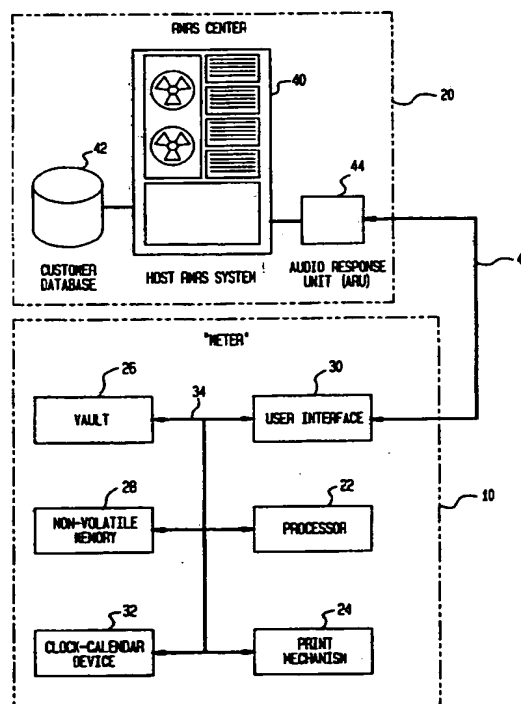 RMRS CENTER
40
20
42
44
CUSTOMER
DATABASE
HOST RMRS SYSTEM
AUDIO RESPONSE
UNIT (ARU)
"METER"
26
34
30
VAULT
USER INTERFACE
28
22
10
NON-VOLATILE
MEMORY
PROCESSOR
32
24
CLOCK-CALENDAR
DEVICE
PRINT
MECHANISM